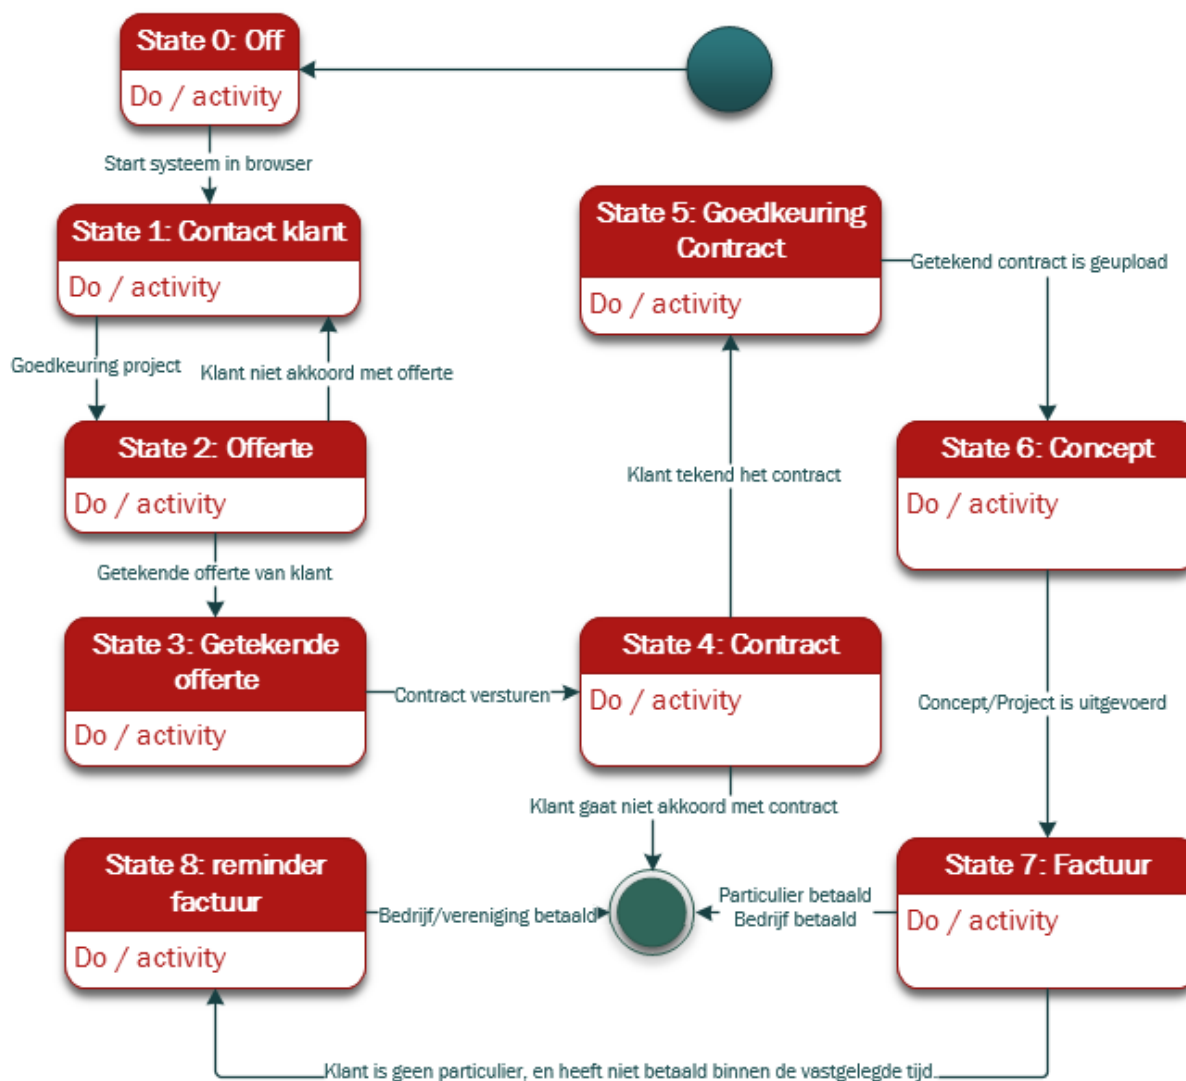 State 0: Off
Do / activity
Start systeem in browser
State 1: Contact klant
Do / activity
Goedkeuring project
Klant niet akkoord met offerte
State 2: Offerte
Do / activity
Getekende offerte van klant
State 3: Getekende
offerte
Do / activity
Contract versturen
State 4: Contract
Do / activity
Klant tekend het contract
State 5: Goedkeuring
Contract
Do / activity
Getekend contract is geupload
State 6: Concept
Do / activity
Concept/Project is uitgevoerd
Klant gaat niet akkoord met contract
State 7: Factuur
Do / activity
Particulier betaald
Bedrijf betaald
State 8: reminder
factuur
Do / activity
Bedrijf/vereniging betaald
Klant is geen particulier, en heeft niet betaald binnen de vastgelegde tijd